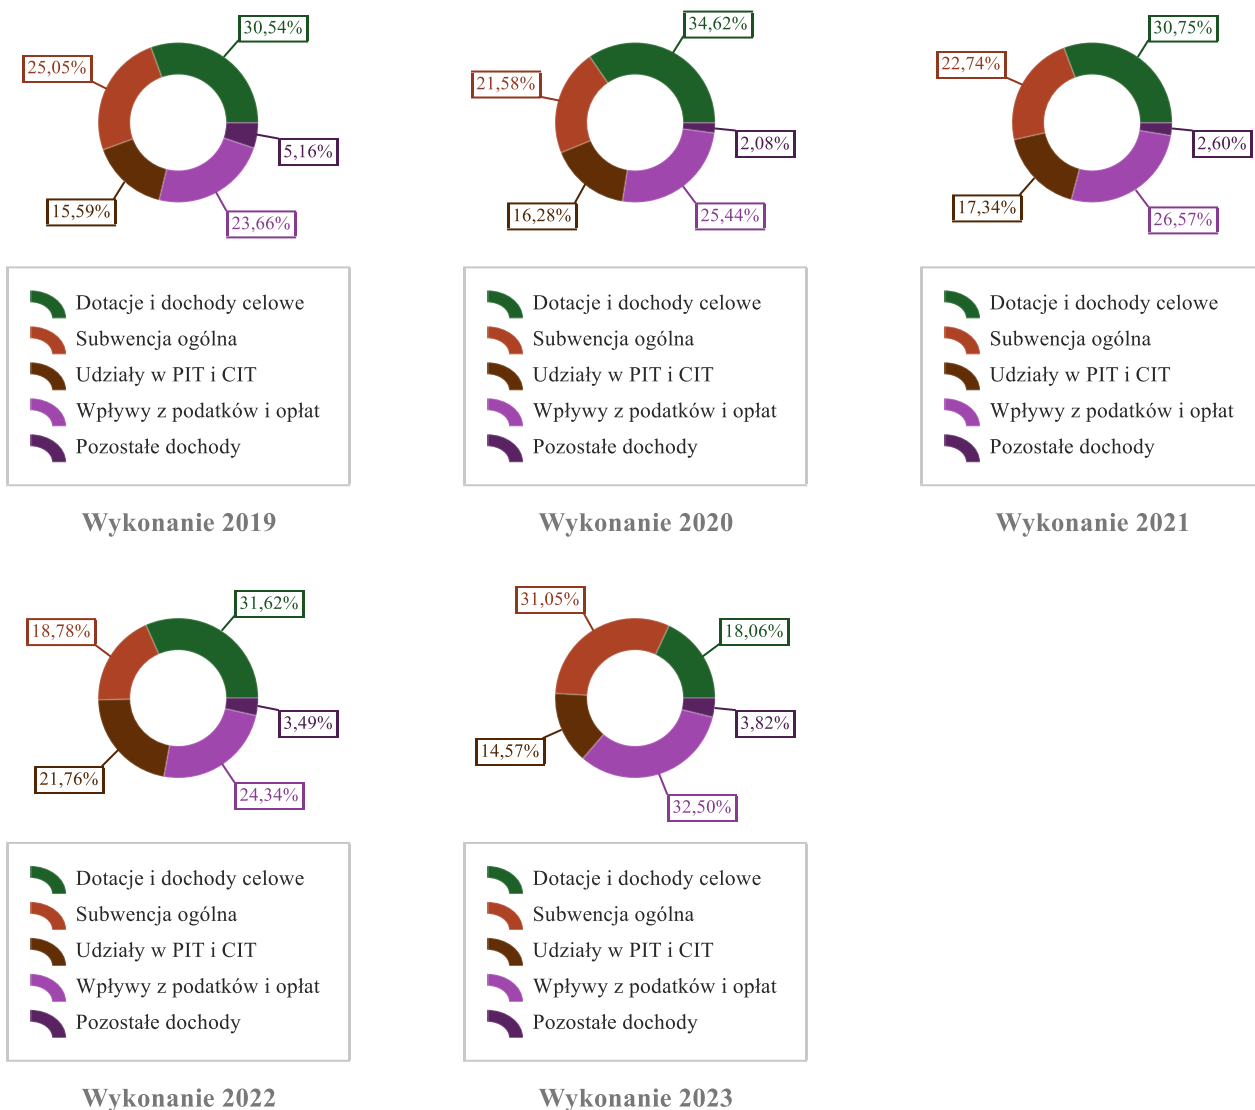 30,54%
25,05%
5,16%
15,59%
23,66%
Dotacje i dochody celowe
Subwencja ogólna
Udziały w PIT i CIT
Wpływy z podatków i opłat
Pozostałe dochody
Wykonanie 2019
34,62%
21,58%
2,08%
16,28%
25,44%
Dotacje i dochody celowe
Subwencja ogólna
Udziały w PIT i CIT
Wpływy z podatków i opłat
Pozostałe dochody
Wykonanie 2020
30,75%
22,74%
2,60%
17,34%
26,57%
Dotacje i dochody celowe
Subwencja ogólna
Udziały w PIT i CIT
Wpływy z podatków i opłat
Pozostałe dochody
Wykonanie 2021
31,62%
18,78%
3,49%
21,76%
24,34%
Dotacje i dochody celowe
Subwencja ogólna
Udziały w PIT i CIT
Wpływy z podatków i opłat
Pozostałe dochody
Wykonanie 2022
31,05%
18,06%
3,82%
14,57%
32,50%
Dotacje i dochody celowe
Subwencja ogólna
Udziały w PIT i CIT
Wpływy z podatków i opłat
Pozostałe dochody
Wykonanie 2023